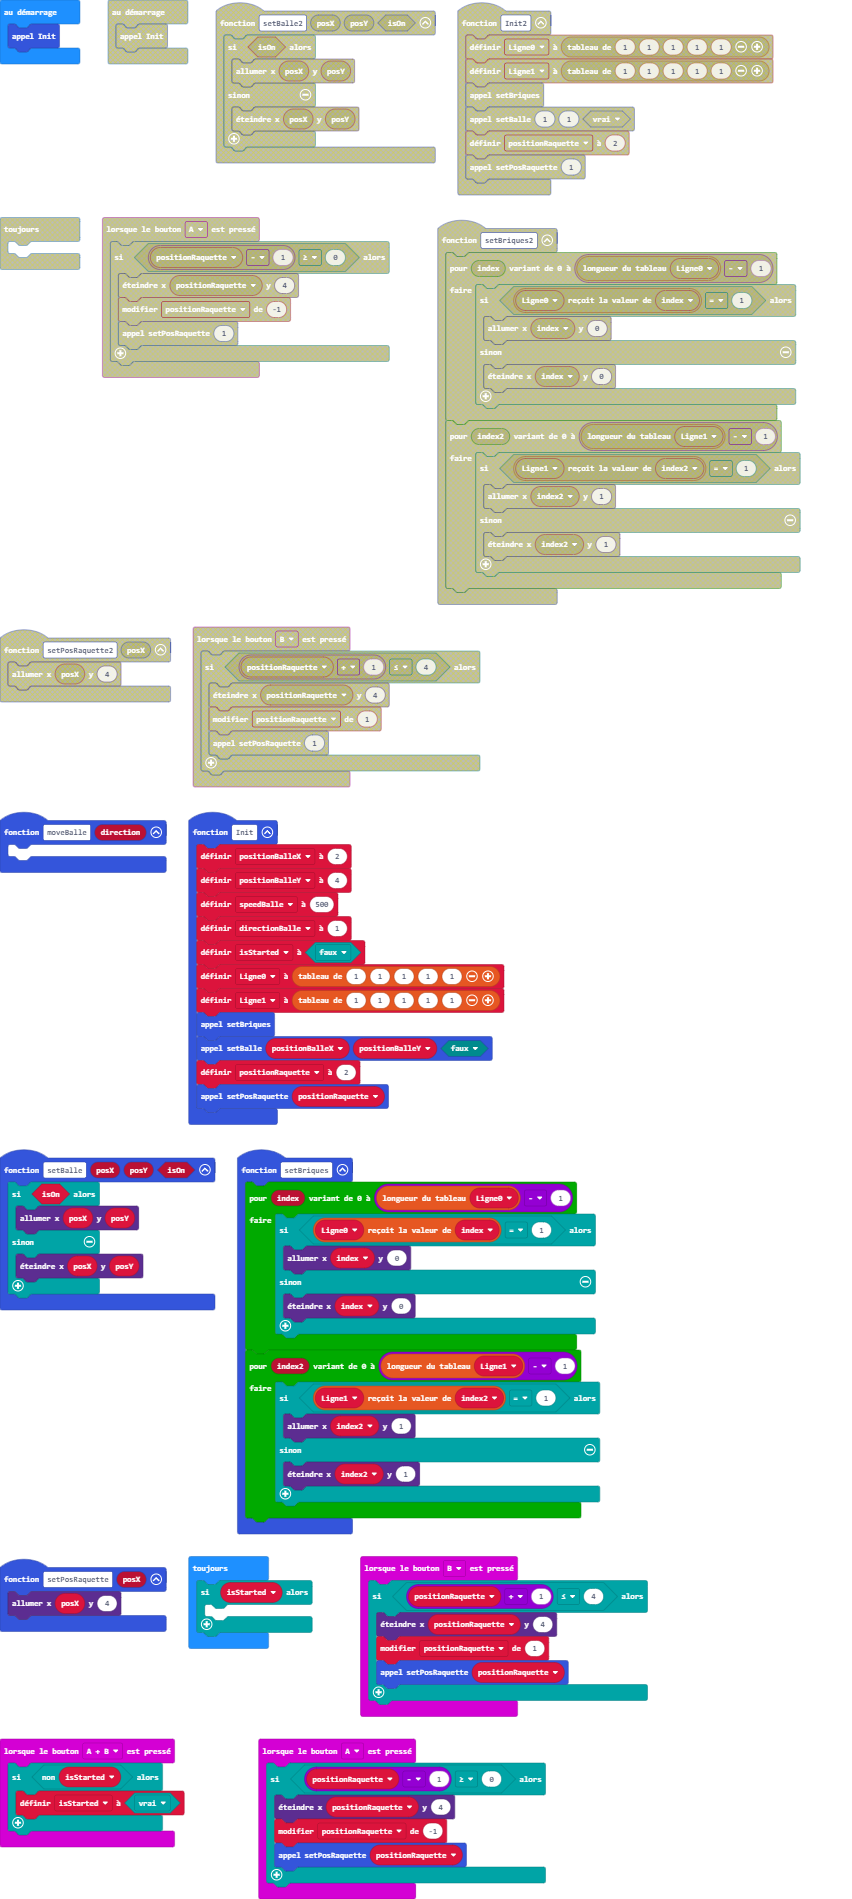 au démarrage
appel Init
au démarrage
appel Init
fonction setBalle2 posX posY isOn
si isOn alors
allumer x posX y posY
sinon
éteindre x posX y posY
fonction Init2
définir Ligne0 à tableau de 1 1 1 1 1
définir Ligne1 à tableau de 1 1 1 1 1
appel setBriques
appel setBalle 1 1 vrai
définir positionRaquette à 2
appel setPosRaquette 1
toujours
lorsque le bouton A est pressé
si positionRaquette - 1 ≥ 0 alors
éteindre x positionRaquette y 4
modifier positionRaquette de -1
appel setPosRaquette 1
fonction setBriques2
pour index variant de 0 à longueur du tableau Ligne0 - 1
faire
si Ligne0 reçoit la valeur de index = 1 alors
allumer x index y 0
sinon
éteindre x index y 0
pour index2 variant de 0 à longueur du tableau Ligne1 - 1
faire
si Ligne1 reçoit la valeur de index2 = 1 alors
allumer x index2 y 1
sinon
éteindre x index2 y 1
fonction setPosRaquette2 posX
allumer x posX y 4
lorsque le bouton B est pressé
si positionRaquette + 1 ≤ 4 alors
éteindre x positionRaquette y 4
modifier positionRaquette de 1
appel setPosRaquette 1
fonction moveBalle direction
fonction Init
définir positionBalleX à 2
définir positionBalleY à 4
définir speedBalle à 500
définir directionBalle à 1
définir isStarted à faux
définir Ligne0 à tableau de 1 1 1 1 1
définir Ligne1 à tableau de 1 1 1 1 1
appel setBriques
appel setBalle positionBalleX positionBalleY faux
définir positionRaquette à 2
appel setPosRaquette positionRaquette
fonction setBalle posX posY isOn
si isOn alors
allumer x posX y posY
sinon
éteindre x posX y posY
fonction setBriques
pour index variant de 0 à longueur du tableau Ligne0 - 1
faire
si Ligne0 reçoit la valeur de index = 1 alors
allumer x index y 0
sinon
éteindre x index y 0
pour index2 variant de 0 à longueur du tableau Ligne1 - 1
faire
si Ligne1 reçoit la valeur de index2 = 1 alors
allumer x index2 y 1
sinon
éteindre x index2 y 1
fonction setPosRaquette posX
allumer x posX y 4
toujours
si isStarted alors
lorsque le bouton B est pressé
si positionRaquette + 1 ≤ 4 alors
éteindre x positionRaquette y 4
modifier positionRaquette de 1
appel setPosRaquette positionRaquette
lorsque le bouton A + B est pressé
si non isStarted alors
définir isStarted à vrai
lorsque le bouton A est pressé
si positionRaquette - 1 ≥ 0 alors
éteindre x positionRaquette y 4
modifier positionRaquette de -1
appel setPosRaquette positionRaquette